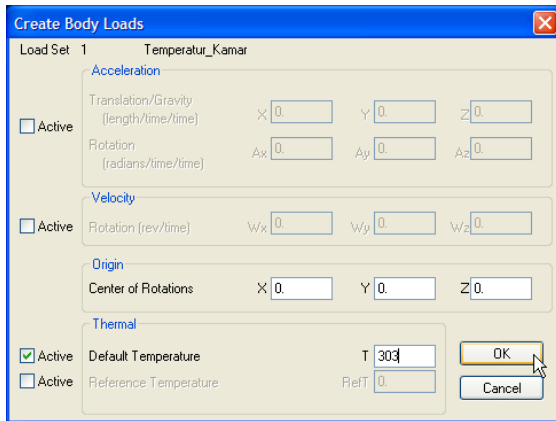 Create Body Loads
Load Set 1 Temperatur_Kamar
Acceleration
Translation/Gravity X 0. Y 0. Z 0.
(length/time/time)
Active
Rotation Ax 0. Ay 0. Az 0.
(radians/time/time)
Velocity
Active Rotation (rev/time) Wx 0. Wy 0. Wz 0.
Origin
Center of Rotations X 0. Y 0. Z 0.
Thermal
Active Default Temperature T 303 OK
Active Reference Temperature RefT 0. Cancel